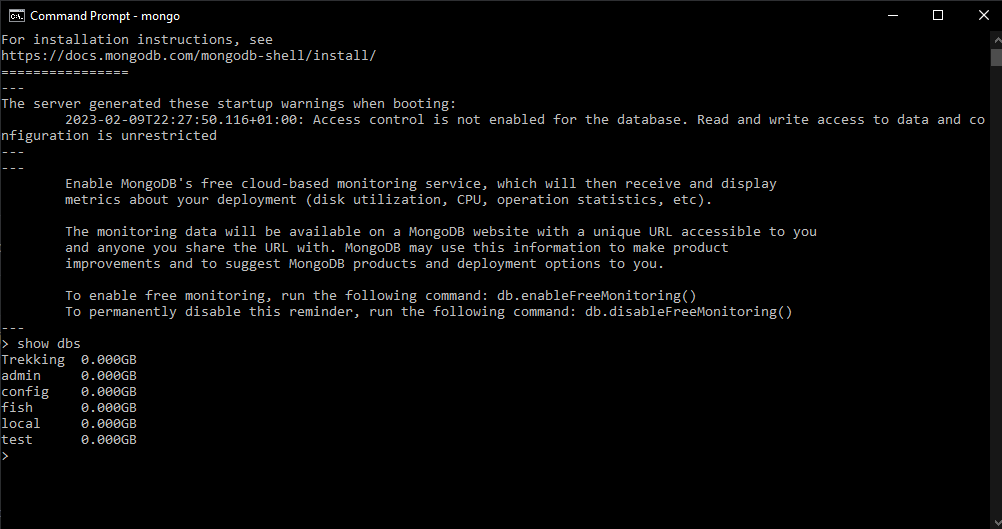 Command Prompt - mongo
For installation instructions, see
https://docs.mongodb.com/mongodb-shell/install/
================
---
The server generated these startup warnings when booting:
        2023-02-09T22:27:50.116+01:00: Access control is not enabled for the database. Read and write access to data and co
nfiguration is unrestricted
---
---
        Enable MongoDB's free cloud-based monitoring service, which will then receive and display
        metrics about your deployment (disk utilization, CPU, operation statistics, etc).

        The monitoring data will be available on a MongoDB website with a unique URL accessible to you
        and anyone you share the URL with. MongoDB may use this information to make product
        improvements and to suggest MongoDB products and deployment options to you.

        To enable free monitoring, run the following command: db.enableFreeMonitoring()
        To permanently disable this reminder, run the following command: db.disableFreeMonitoring()
---
> show dbs
Trekking  0.000GB
admin     0.000GB
config    0.000GB
fish      0.000GB
local     0.000GB
test      0.000GB
>